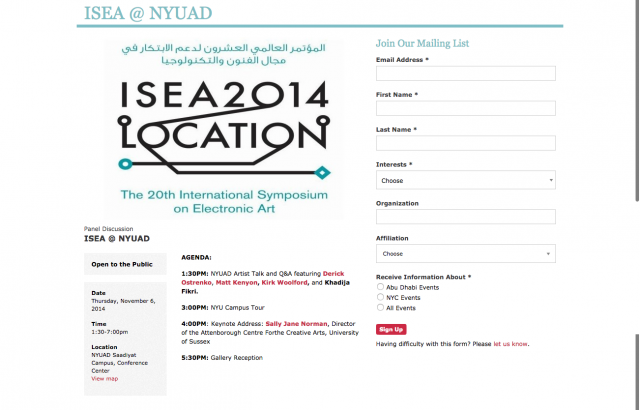 ISEA @ NYUAD
المؤتمر العالمي العشرون لدعم الابتكار في
مجال الفنون والتكنولوجيا
ISEA2014
LOCATION
The 20th International Symposium
on Electronic Art
Panel Discussion
ISEA @ NYUAD
Open to the Public
Date
Thursday, November 6,
2014
Time
1:30-7:00pm
Location
NYUAD Saadiyat
Campus, Conference
Center
View map
AGENDA:
1:30PM: NYUAD Artist Talk and Q&A featuring Derick
Ostrenko, Matt Kenyon, Kirk Woolford, and Khadija
Fikri.
3:00PM: NYU Campus Tour
4:00PM: Keynote Address: Sally Jane Norman, Director
of the Attenborough Centre Forthe Creative Arts, University
of Sussex
5:30PM: Gallery Reception
Join Our Mailing List
Email Address *
First Name *
Last Name *
Interests *
Choose
Organization
Affiliation
Choose
Receive Information About *
Abu Dhabi Events
NYC Events
All Events
Sign Up
Having difficulty with this form? Please let us know.